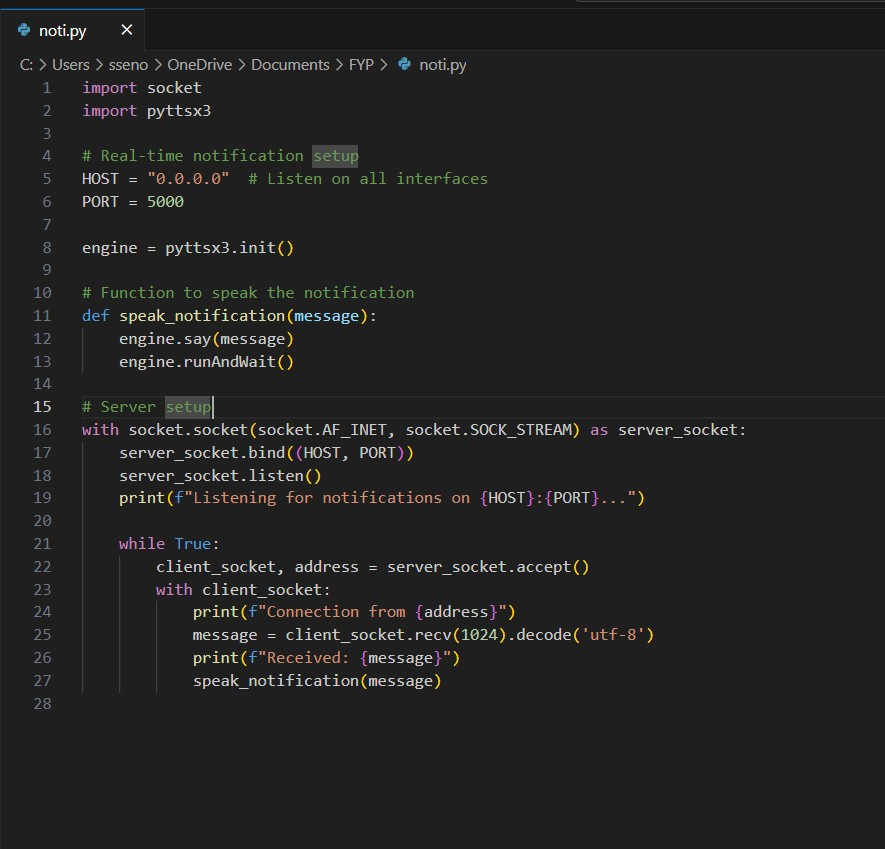 noti.py ×
C: > Users > sseno > OneDrive > Documents > FYP > noti.py
1 import socket
2 import pyttsx3
3
4 # Real-time notification setup
5 HOST = "0.0.0.0"  # Listen on all interfaces
6 PORT = 5000
7
8 engine = pyttsx3.init()
9
10 # Function to speak the notification
11 def speak_notification(message):
12     engine.say(message)
13     engine.runAndWait()
14
15 # Server setup
16 with socket.socket(socket.AF_INET, socket.SOCK_STREAM) as server_socket:
17     server_socket.bind((HOST, PORT))
18     server_socket.listen()
19     print(f"Listening for notifications on {HOST}:{PORT}...")
20
21     while True:
22         client_socket, address = server_socket.accept()
23         with client_socket:
24             print(f"Connection from {address}")
25             message = client_socket.recv(1024).decode('utf-8')
26             print(f"Received: {message}")
27             speak_notification(message)
28